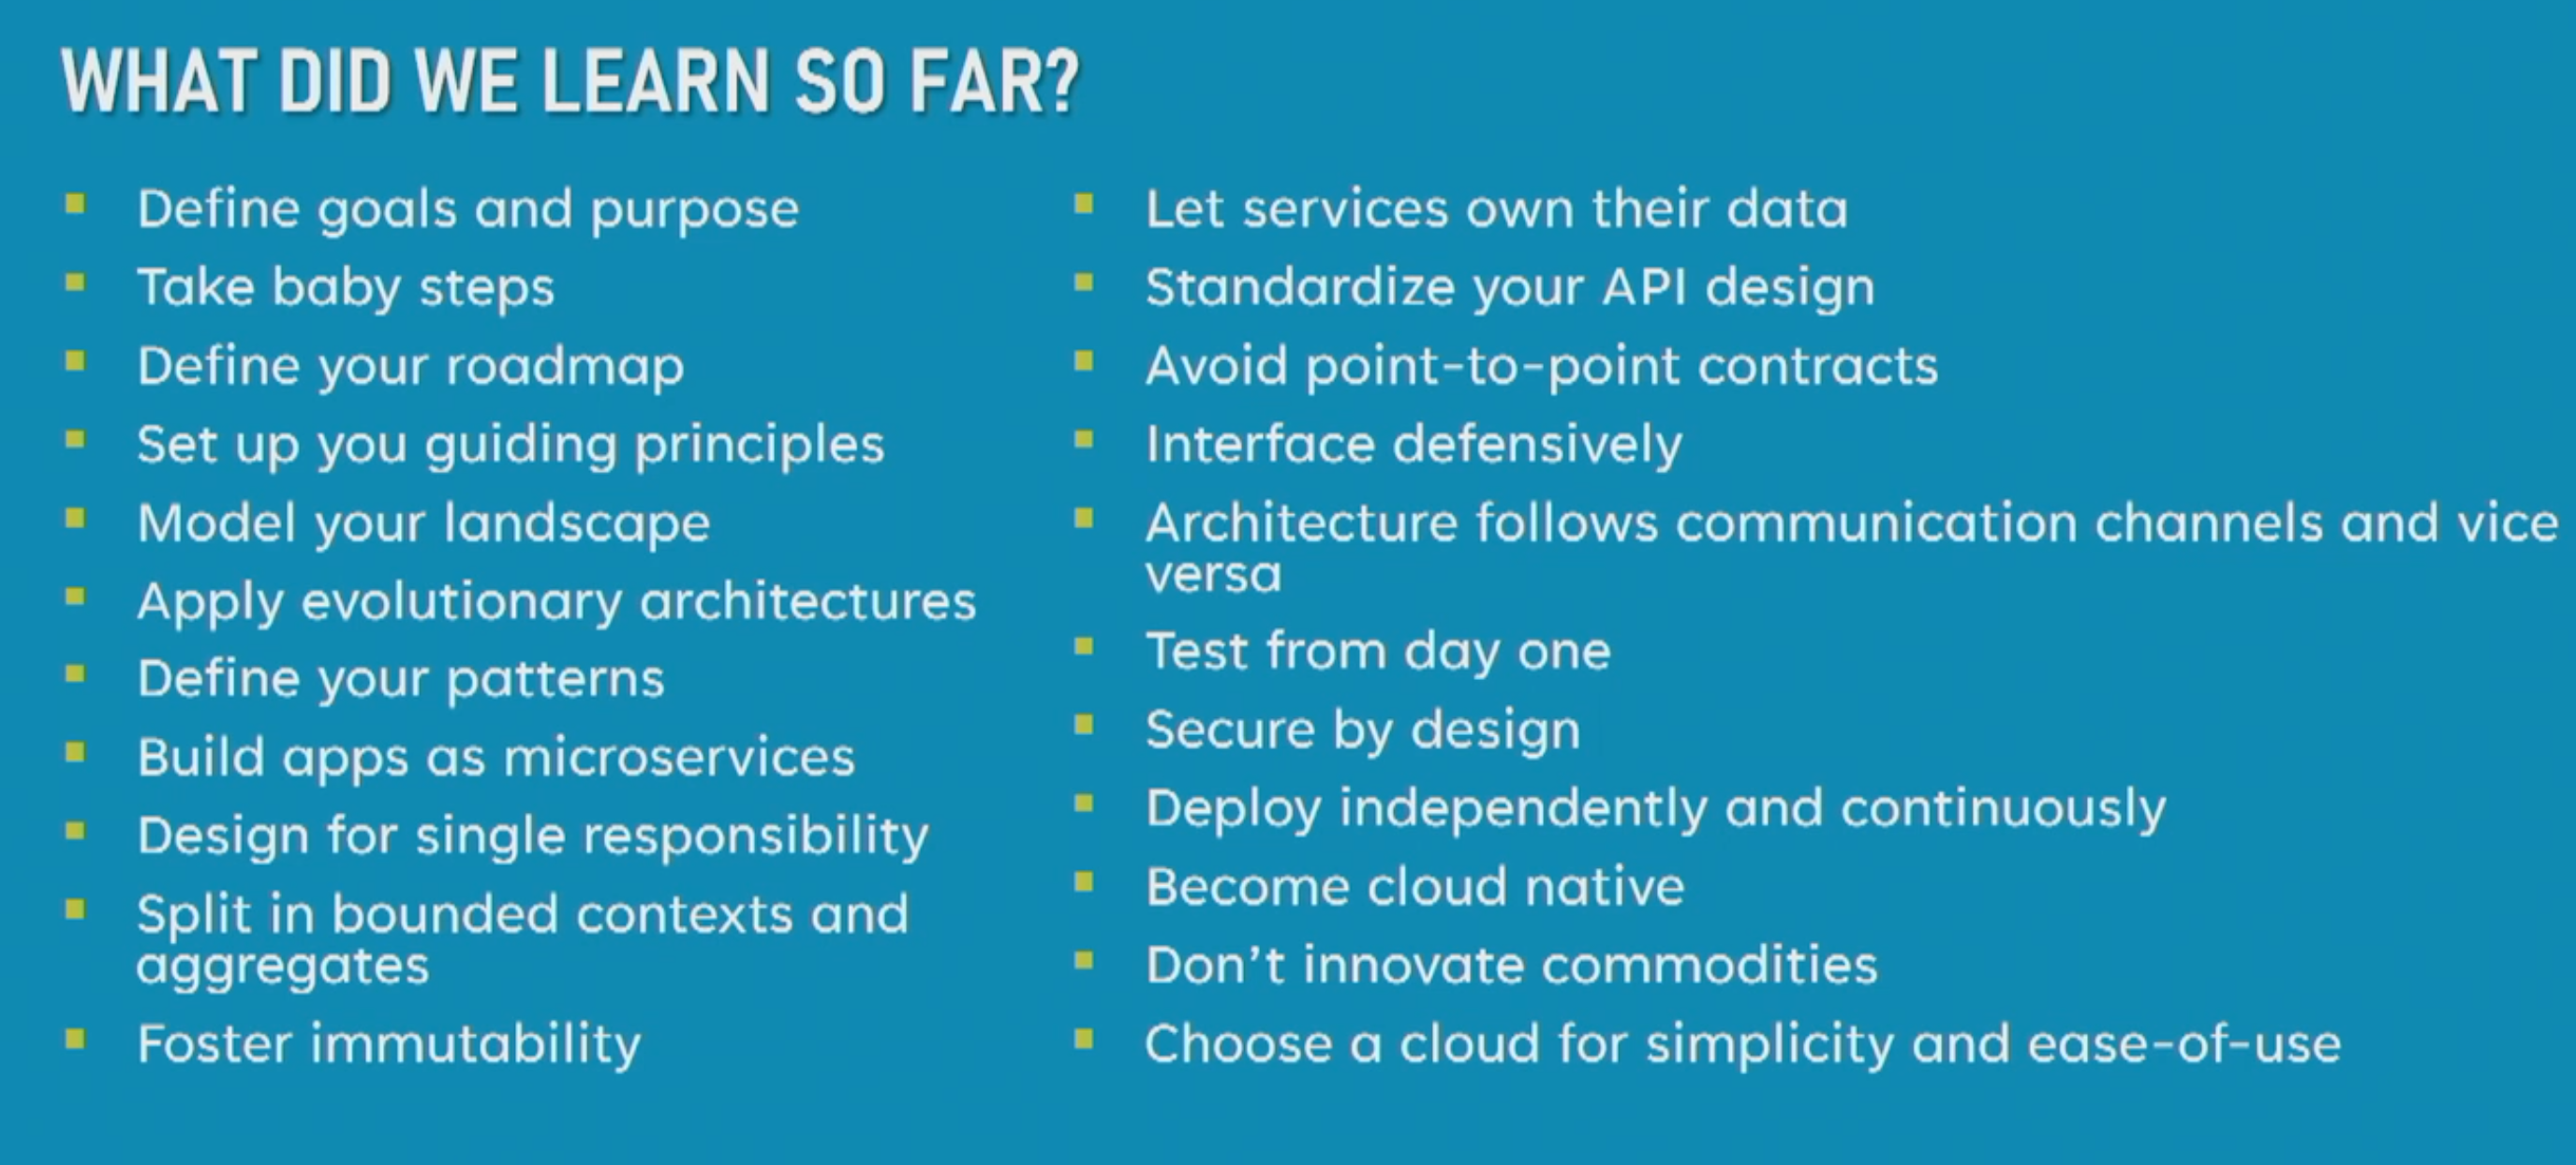 WHAT DID WE LEARN SO FAR?
Define goals and purpose
Take baby steps
Define your roadmap
Set up you guiding principles
Model your landscape
Apply evolutionary architectures
Define your patterns
Build apps as microservices
Design for single responsibility
Split in bounded contexts and
aggregates
Foster immutability
Let services own their data
Standardize your API design
Avoid point-to-point contracts
Interface defensively
Architecture follows communication channels and vice
versa
Test from day one
Secure by design
Deploy independently and continuously
Become cloud native
Don’t innovate commodities
Choose a cloud for simplicity and ease-of-use